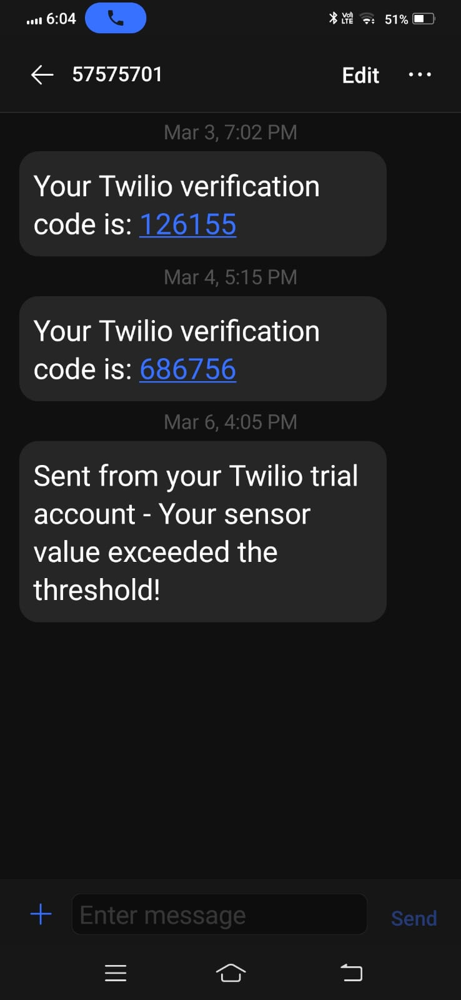 6:04
VoD LTE
51%
57575701
Edit
Mar 3, 7:02 PM
Your Twilio verification
code is: 126155
Mar 4, 5:15 PM
Your Twilio verification
code is: 686756
Mar 6, 4:05 PM
Sent from your Twilio trial
account - Your sensor
value exceeded the
threshold!
Enter message
Send